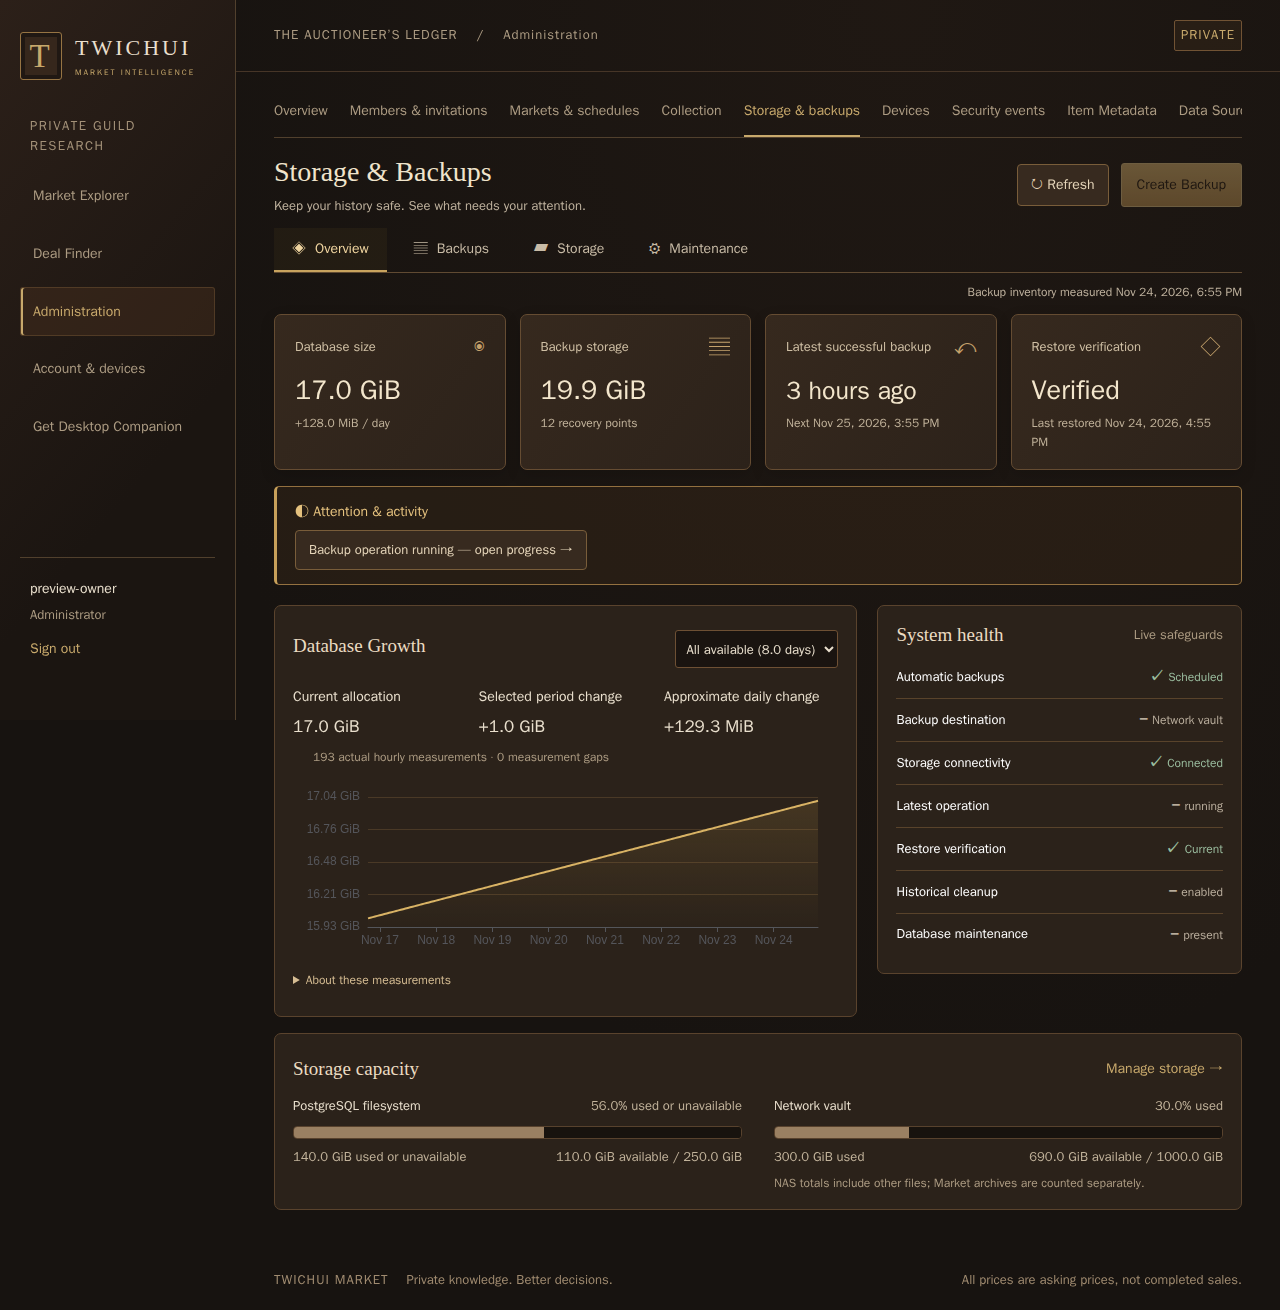 T
TWICHUI
MARKET INTELLIGENCE
PRIVATE GUILD
RESEARCH
Market Explorer
Deal Finder
Administration
Account & devices
Get Desktop Companion
preview-owner
Administrator
Sign out
THE AUCTIONEER'S LEDGER / Administration
PRIVATE
Overview Members & invitations Markets & schedules Collection Storage & backups Devices Security events Item Metadata Data Sourc
Storage & Backups
Keep your history safe. See what needs your attention.
↻ Refresh
Create Backup
Overview Backups Storage Maintenance
Backup inventory measured Nov 24, 2026, 6:55 PM
Database size
17.0 GiB
+128.0 MiB / day
Backup storage
19.9 GiB
12 recovery points
Latest successful backup
3 hours ago
Next Nov 25, 2026, 3:55 PM
Restore verification
Verified
Last restored Nov 24, 2026, 4:55
PM
Attention & activity
Backup operation running — open progress →
Database Growth
All available (8.0 days)
Current allocation
17.0 GiB
Selected period change
+1.0 GiB
Approximate daily change
+129.3 MiB
193 actual hourly measurements · 0 measurement gaps
17.04 GiB
16.76 GiB
16.48 GiB
16.21 GiB
15.93 GiB
Nov 17 Nov 18 Nov 19 Nov 20 Nov 21 Nov 22 Nov 23 Nov 24
About these measurements
System health
Live safeguards
Automatic backups ✓ Scheduled
Backup destination – Network vault
Storage connectivity ✓ Connected
Latest operation – running
Restore verification ✓ Current
Historical cleanup – enabled
Database maintenance – present
Storage capacity
Manage storage →
PostgreSQL filesystem 56.0% used or unavailable
140.0 GiB used or unavailable 110.0 GiB available / 250.0 GiB
Network vault 30.0% used
300.0 GiB used 690.0 GiB available / 1000.0 GiB
NAS totals include other files; Market archives are counted separately.
TWICHUI MARKET Private knowledge. Better decisions.
All prices are asking prices, not completed sales.